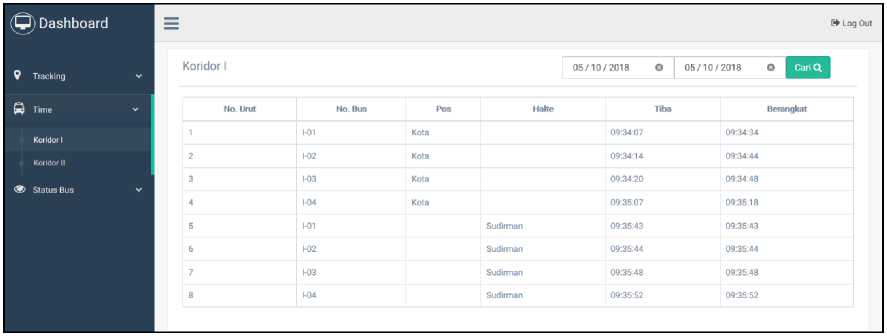 Dashboard
Log Out
Tracking
Time
Koridor I
Koridor II
Status Bus
Koridor I
05 / 10 / 2018 05 / 10 / 2018 Cari
No. Urut No. Bus Pos Halte Tiba Berangkat
1 I-01 Kota 09:34:07 09:34:34
2 I-02 Kota 09:34:14 09:34:44
3 I-03 Kota 09:34:20 09:34:48
4 I-04 Kota 09:35:07 09:35:18
5 I-01 Sudirman 09:35:43 09:35:43
6 I-02 Sudirman 09:35:44 09:35:44
7 I-03 Sudirman 09:35:48 09:35:48
8 I-04 Sudirman 09:35:52 09:35:52